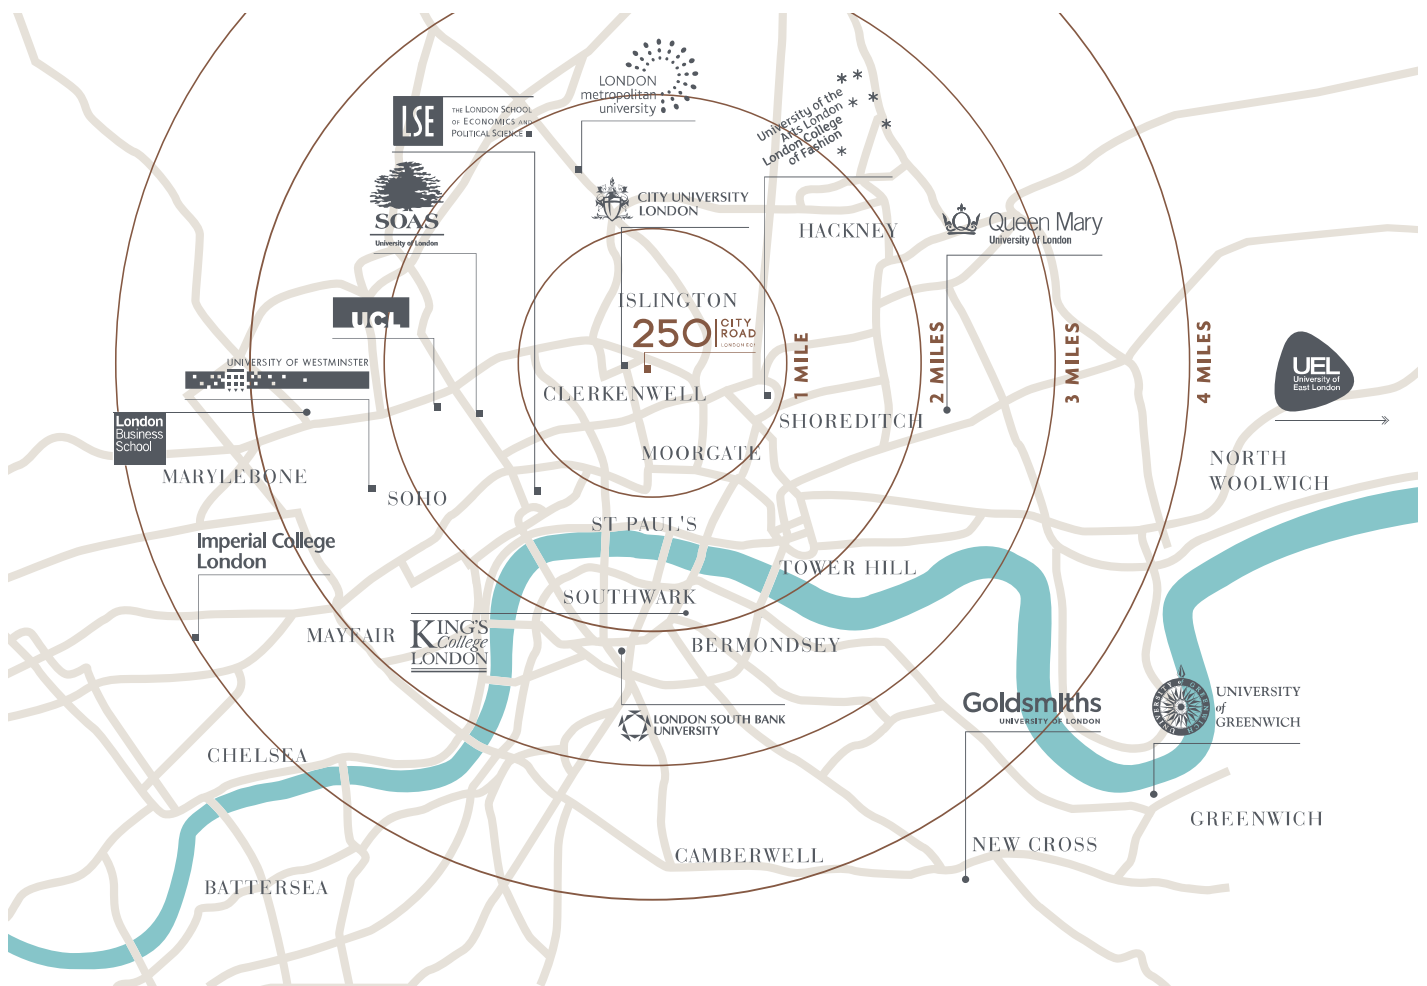 LONDON
metropolitan
university
University of the
Arts London
London College
of Fashion
LSE
THE LONDON SCHOOL
OF ECONOMICS AND
POLITICAL SCIENCE
SOAS
University of London
CITY UNIVERSITY
LONDON
HACKNEY
Queen Mary
University of London
ISLINGTON
250 CITY
ROAD
LONDON EC1
UCL
1 MILE
2 MILES
3 MILES
4 MILES
UEL
University of
East London
UNIVERSITY OF WESTMINSTER
CLERKENWELL
SHOREDITCH
London
Business
School
MARYLEBONE
MOORGATE
NORTH
WOOLWICH
SOHO
ST PAUL'S
Imperial College
London
TOWER HILL
SOUTHWARK
MAYFAIR
KING'S
College
LONDON
BERMONDSEY
Goldsmiths
UNIVERSITY OF LONDON
UNIVERSITY of GREENWICH
UNIVERSITY
of
GREENWICH
LONDON SOUTH BANK
UNIVERSITY
CHELSEA
GREENWICH
NEW CROSS
CAMBERWELL
BATTERSEA